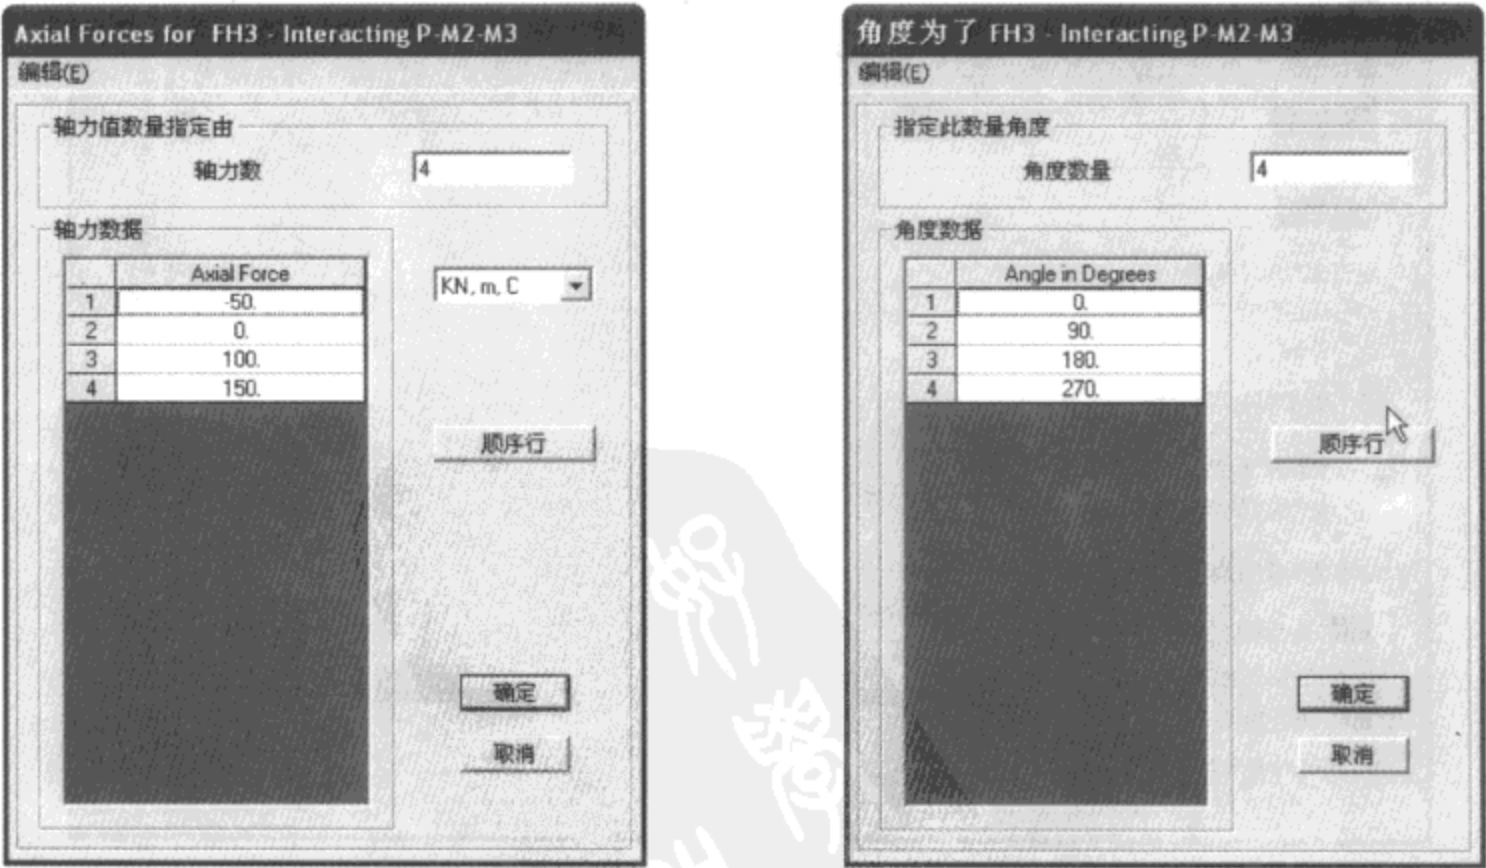 Axial Forces for FH3 - Interacting P-M2-M3
编辑(E)
轴力值数量指定由
轴力数 4
轴力数据
Axial Force
1 -50.
2 0.
3 100.
4 150.
KN, m, C
顺序行
确定
取消
角度为了 FH3 - Interacting P-M2-M3
编辑(E)
指定此数量角度
角度数量 4
角度数据
Angle in Degrees
1 0.
2 90.
3 180.
4 270.
顺序行
确定
取消